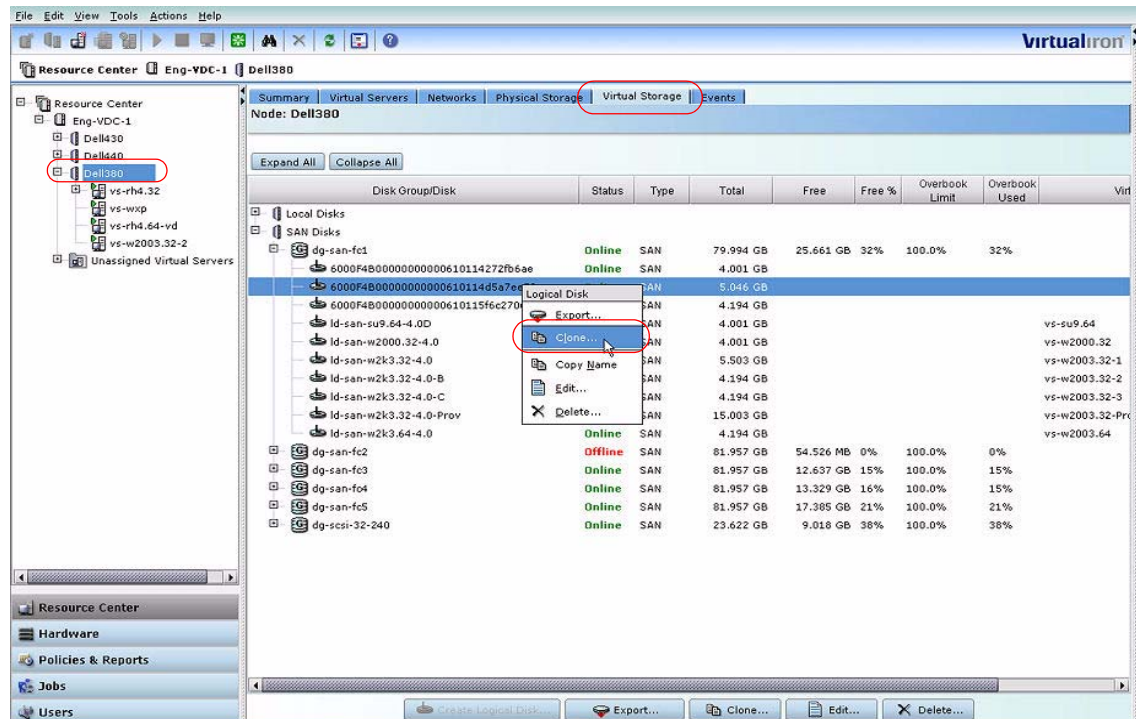 File Edit View Tools Actions Help
Virtualiron
Resource Center Eng-VDC-1 Dell380
Resource Center
Eng-VDC-1
Dell430
Dell440
Dell380
vs-rh4.32
vs-wxp
vs-rh4.64-vd
vs-w2003.32-2
Unassigned Virtual Servers
Resource Center
Hardware
Policies & Reports
Jobs
Users
Summary Virtual Servers Networks Physical Storage Virtual Storage Events
Node: Dell380
Expand All Collapse All
Disk Group/Disk Status Type Total Free Free % Overbook Limit Overbook Used
Local Disks
SAN Disks
dg-san-fc1 Online SAN 79.994 GB 25.661 GB 32% 100.0% 32%
6000F4B00000000000610114272fb6ae Online SAN 4.001 GB
SAN 5.046 GB
SAN 4.194 GB
ld-san-su9.64-4.0D SAN 4.001 GB vs-su9.64
ld-san-w2000.32-4.0 SAN 4.001 GB vs-w2000.32
ld-san-w2k3.32-4.0 SAN 5.503 GB vs-w2003.32-1
ld-san-w2k3.32-4.0-B SAN 4.194 GB vs-w2003.32-2
ld-san-w2k3.32-4.0-C SAN 4.194 GB vs-w2003.32-3
ld-san-w2k3.32-4.0-Prov SAN 15.003 GB
ld-san-w2k3.64-4.0 Online SAN 4.194 GB vs-w2003.64
dg-san-fc2 Offline SAN 81.957 GB 54.526 MB 0% 100.0% 0%
dg-san-fc3 Online SAN 81.957 GB 12.637 GB 15% 100.0% 15%
dg-san-fc4 Online SAN 81.957 GB 13.329 GB 16% 100.0% 15%
dg-san-fc5 Online SAN 81.957 GB 17.385 GB 21% 100.0% 21%
dg-scsi-32-240 Online SAN 23.622 GB 9.018 GB 38% 100.0% 38%
Logical Disk
Export...
Clone...
Copy Name
Edit...
Delete...
Create Logical Disk... Export... Clone... Edit... Delete...